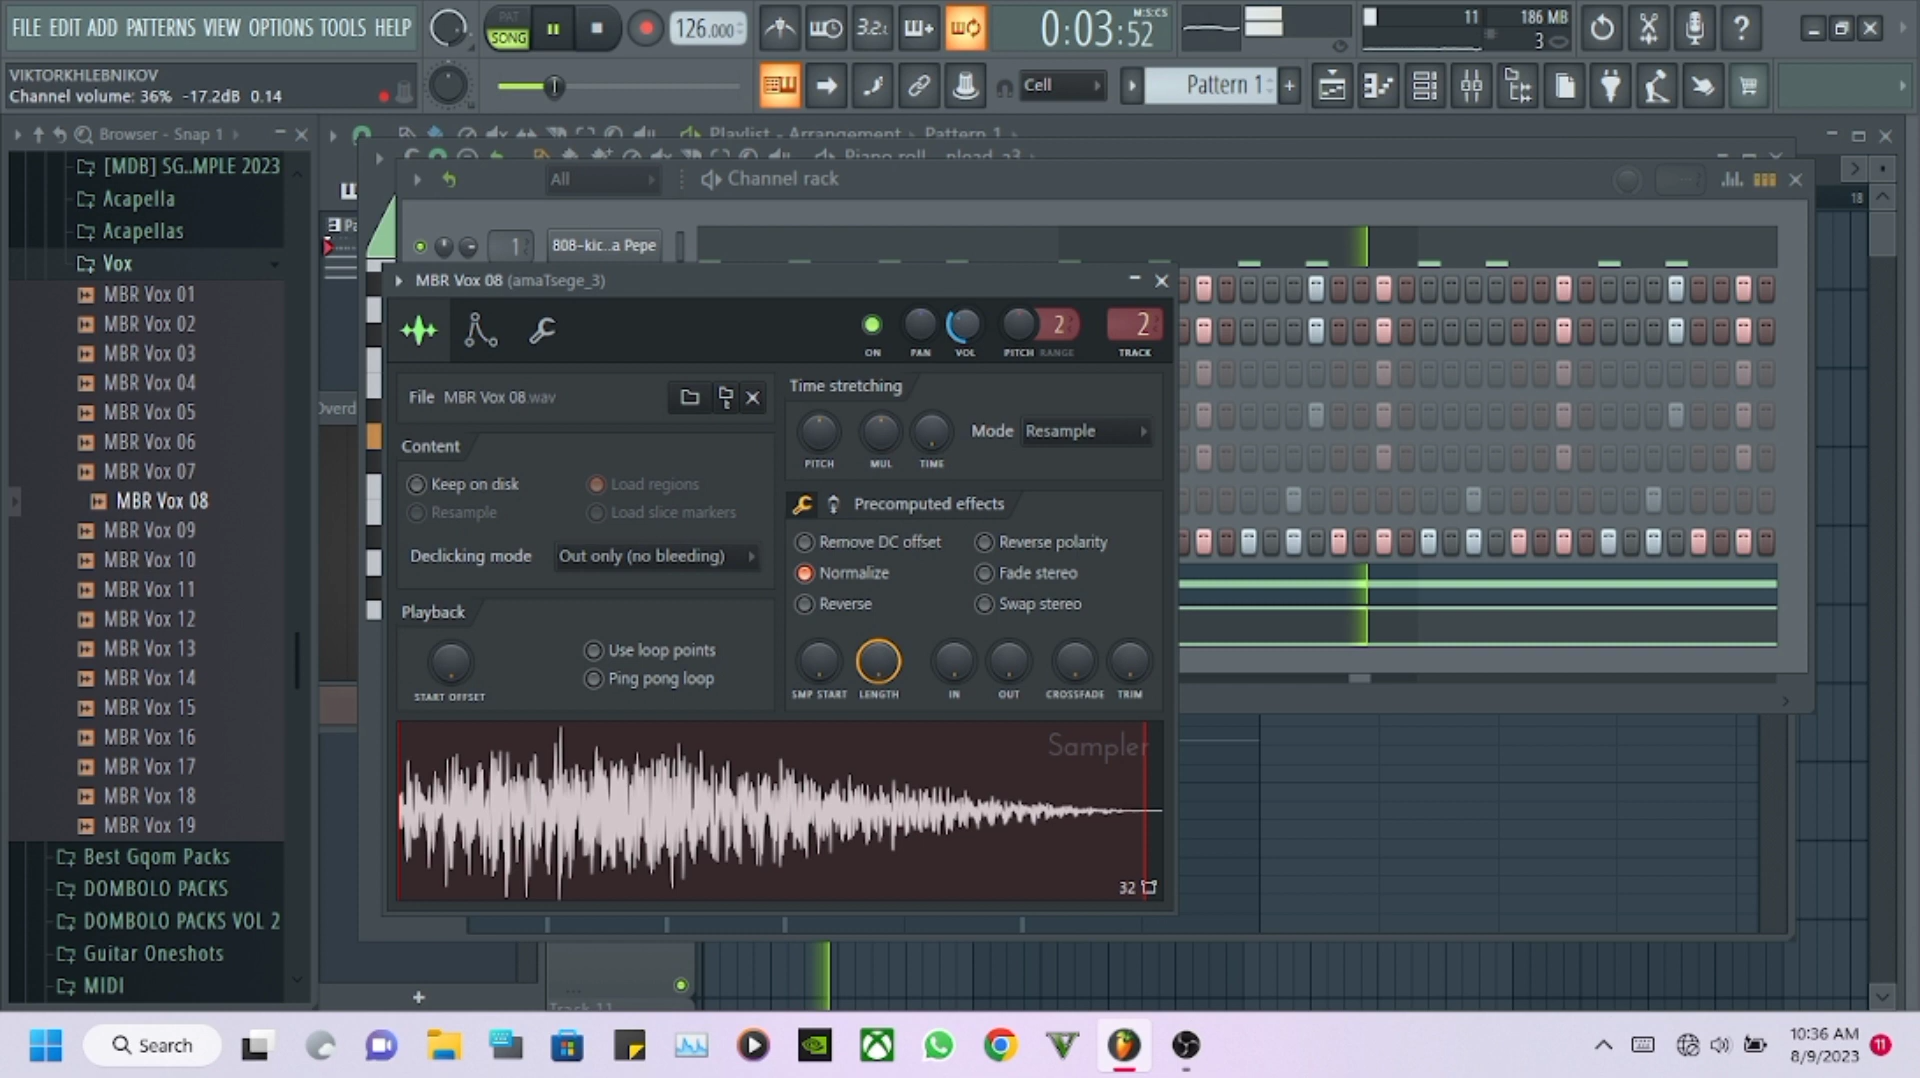 FILE EDIT ADD PATTERNS VIEW OPTIONS TOOLS HELP
PAT
SONG
126.000
3.2.
0:03:52
M:S:CS
11
186 MB
3
VIKTORKHLEBNIKOV
Channel volume: 36% -17.2dB 0.14
Cell
Pattern 1
Browser - Snap 1
Playlist - Arrangement
Pattern 1
Piano roll
Channel rack
All
[MDB] SG..MPLE 2023
Acapella
Acapellas
Vox
MBR Vox 01
MBR Vox 02
MBR Vox 03
MBR Vox 04
MBR Vox 05
MBR Vox 06
MBR Vox 07
MBR Vox 08
MBR Vox 09
MBR Vox 10
MBR Vox 11
MBR Vox 12
MBR Vox 13
MBR Vox 14
MBR Vox 15
MBR Vox 16
MBR Vox 17
MBR Vox 18
MBR Vox 19
Best Gqom Packs
DOMBOLO PACKS
DOMBOLO PACKS VOL 2
Guitar Oneshots
MIDI
18
1
808-kic..a Pepe
MBR Vox 08 (amaTsege_3)
2
2
ON PAN VOL PITCH RANGE TRACK
File MBR Vox 08.wav
Content
Keep on disk
Load regions
Resample
Load slice markers
Declicking mode Out only (no bleeding)
Playback
START OFFSET
Use loop points
Ping pong loop
Time stretching
PITCH MUL TIME
Mode Resample
Precomputed effects
Remove DC offset
Reverse polarity
Normalize
Fade stereo
Reverse
Swap stereo
SMP START LENGTH IN OUT CROSSFADE TRIM
Sampler
32
Track 11
Search
10:36 AM
8/9/2023
11